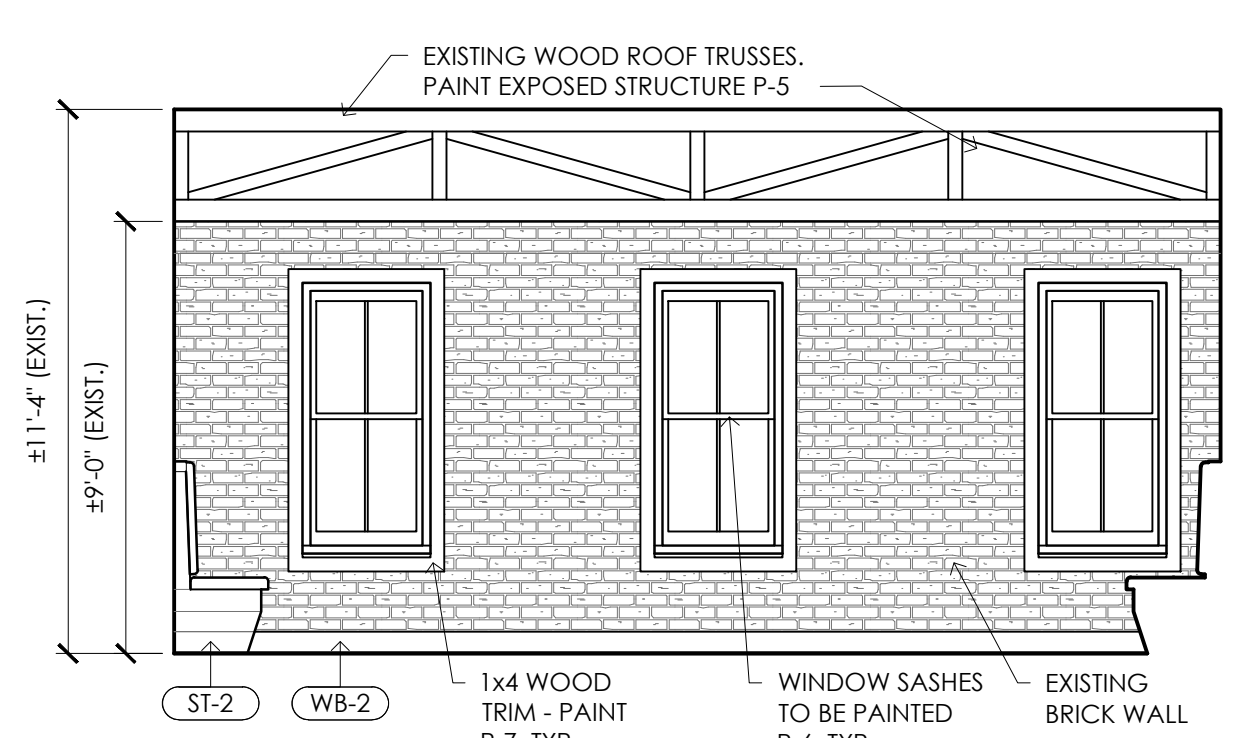 EXISTING WOOD ROOF TRUSSES.
PAINT EXPOSED STRUCTURE P-5
±11'-4" (EXIST.)
±9'-0" (EXIST.)
ST-2
WB-2
1x4 WOOD
TRIM - PAINT
WINDOW SASHES
TO BE PAINTED
EXISTING
BRICK WALL